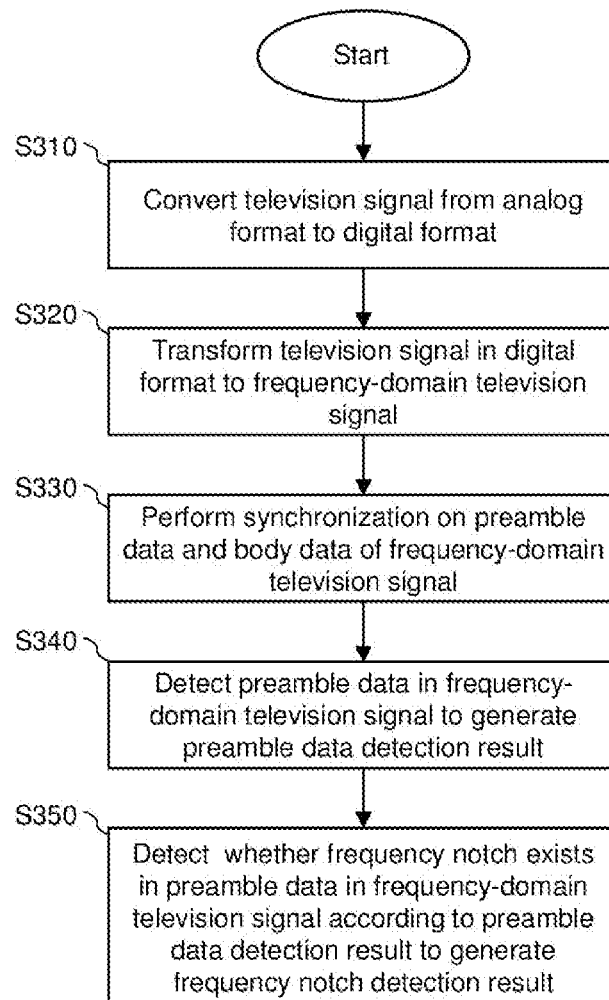 Start
S310
Convert television signal from analog
format to digital format
S320
Transform television signal in digital
format to frequency-domain television
signal
S330
Perform synchronization on preamble
data and body data of frequency-domain
television signal
S340
Detect preamble data in frequency-
domain television signal to generate
preamble data detection result
S350
Detect whether frequency notch exists
in preamble data in frequency-domain
television signal according to preamble
data detection result to generate
frequency notch detection result